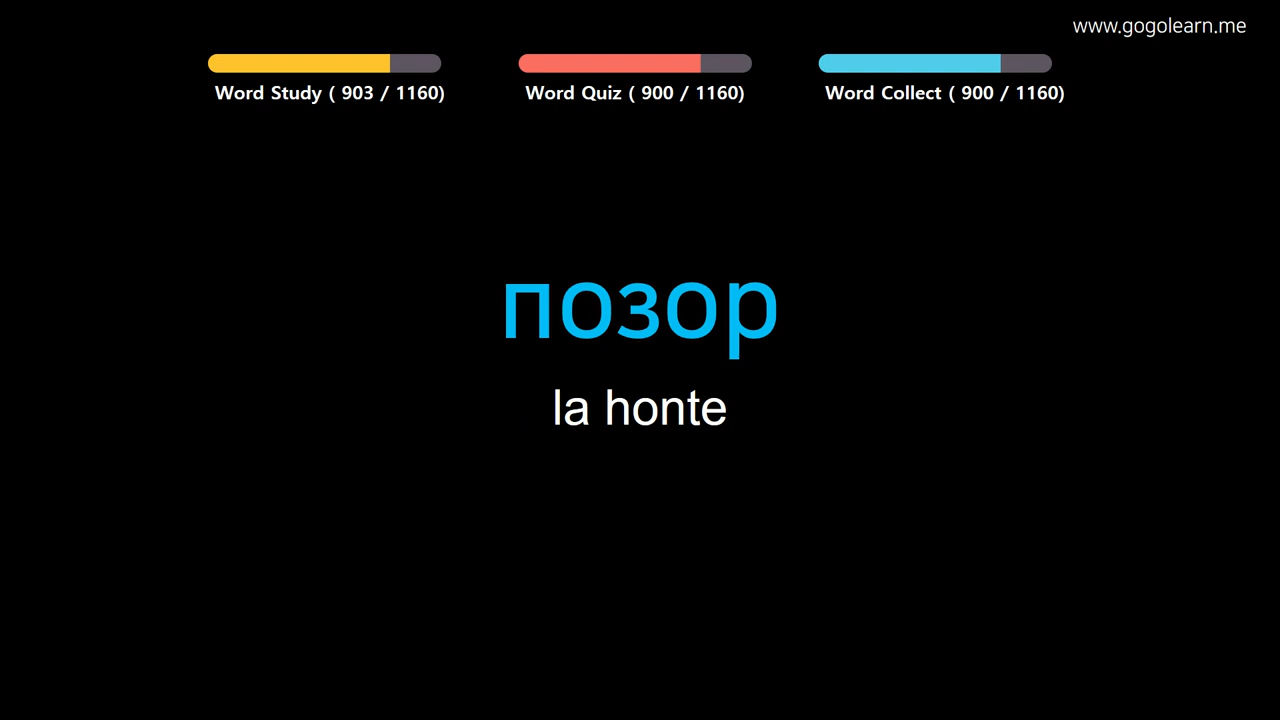 www.gogolearn.me
Word Study ( 903 / 1160)
Word Quiz ( 900 / 1160)
Word Collect ( 900 / 1160)
позор
la honte